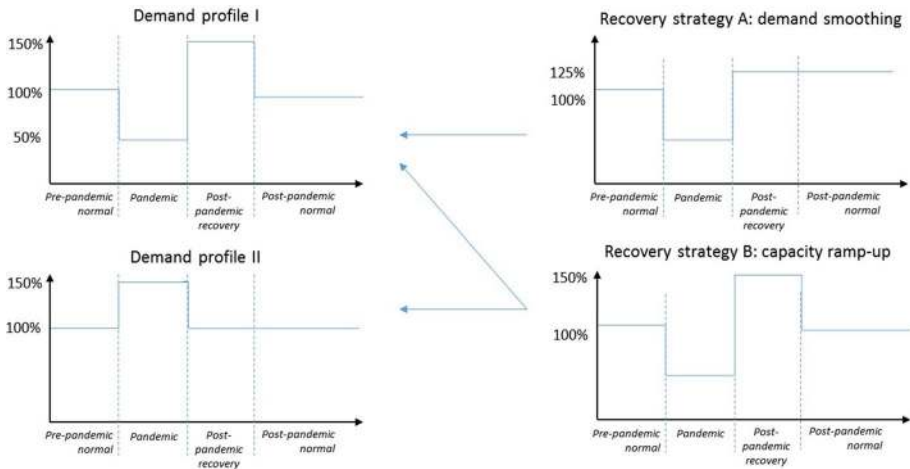 Demand profile I
150%
100%
50%
Pre-pandemic
normal
Pandemic
Post-
pandemic
recovery
Post-pandemic
normal
Recovery strategy A: demand smoothing
125%
100%
Pre-pandemic
normal
Pandemic
Post-
pandemic
recovery
Post-pandemic
normal
Demand profile II
150%
100%
Pre-pandemic
normal
Pandemic
Post-
pandemic
recovery
Post-pandemic
normal
Recovery strategy B: capacity ramp-up
150%
100%
Pre-pandemic
normal
Pandemic
Post-
pandemic
recovery
Post-pandemic
normal